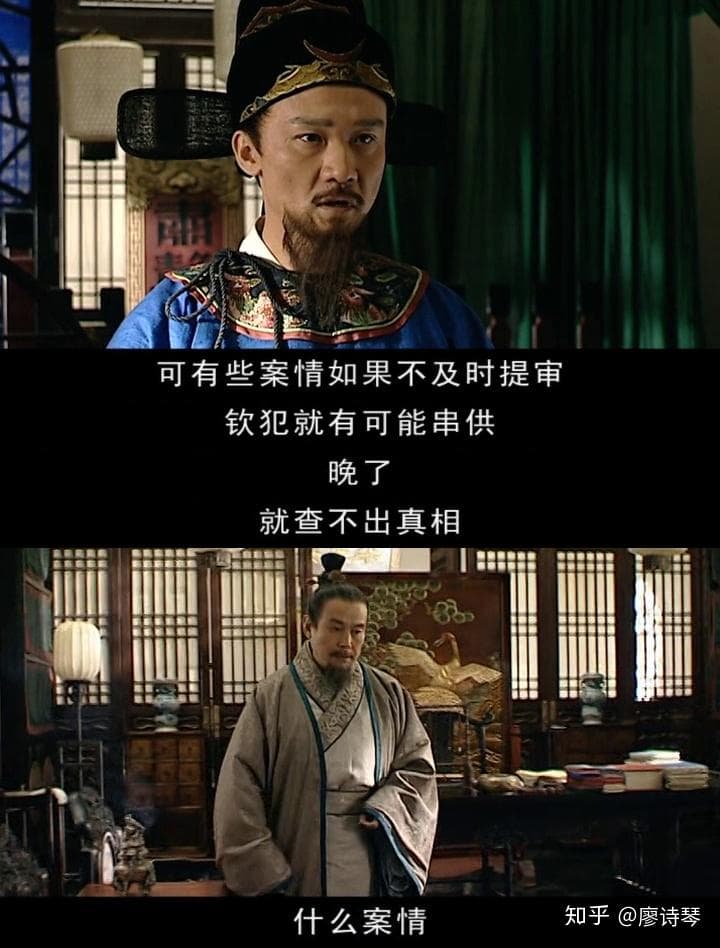 肃
可有些案情如果不及时提审
钦犯就有可能串供
晚了
就查不出真相
什么案情
知乎 @廖诗琴